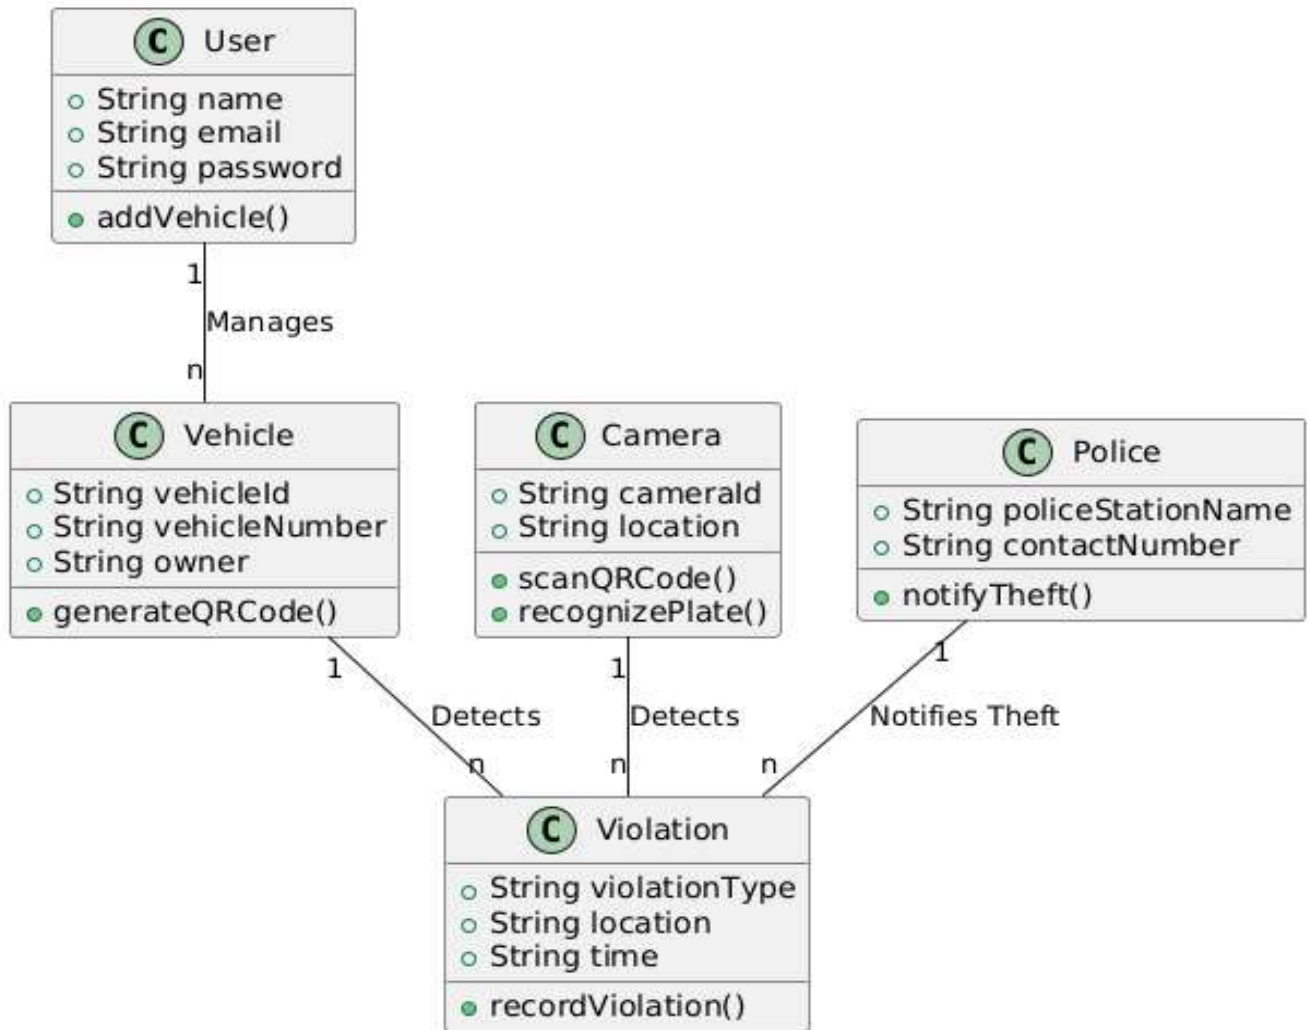 C User
String name
String email
String password
addVehicle()
1
Manages
n
C Vehicle
String vehicleId
String vehicleNumber
String owner
generateQRCode()
C Camera
String cameraId
String location
scanQRCode()
recognizePlate()
C Police
String policeStationName
String contactNumber
notifyTheft()
1
Detects
n
1
Detects
n
1
Notifies Theft
n
C Violation
String violationType
String location
String time
recordViolation()